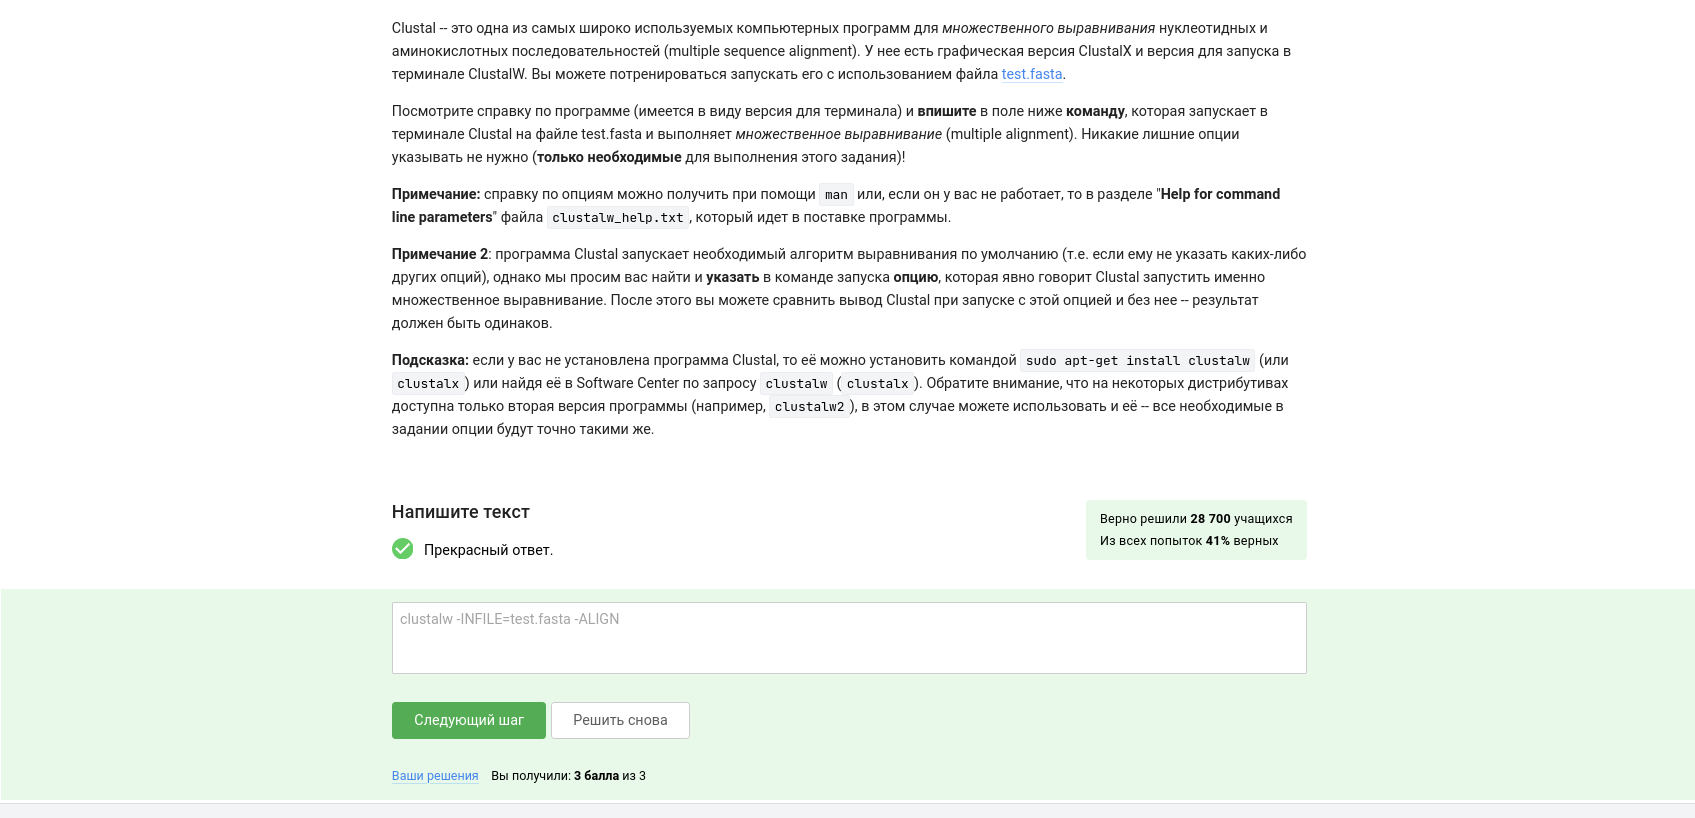 Clustal -- это одна из самых широко используемых компьютерных программ для множественного выравнивания нуклеотидных и
аминокислотных последовательностей (multiple sequence alignment). У нее есть графическая версия ClustalX и версия для запуска в
терминале ClustalW. Вы можете потренироваться запускать его с использованием файла test.fasta.
Посмотрите справку по программе (имеется в виду версия для терминала) и впишите в поле ниже команду, которая запускает в
терминале Clustal на файле test.fasta и выполняет множественное выравнивание (multiple alignment). Никакие лишние опции
указывать не нужно (только необходимые для выполнения этого задания)!
Примечание: справку по опциям можно получить при помощи man или, если он у вас не работает, то в разделе "Help for command
line parameters" файла clustalw_help.txt, который идет в поставке программы.
Примечание 2: программа Clustal запускает необходимый алгоритм выравнивания по умолчанию (т.е. если ему не указать каких-либо
других опций), однако мы просим вас найти и указать в команде запуска опцию, которая явно говорит Clustal запустить именно
множественное выравнивание. После этого вы можете сравнить вывод Clustal при запуске с этой опцией и без нее -- результат
должен быть одинаков.
Подсказка: если у вас не установлена программа Clustal, то её можно установить командой sudo apt-get install clustalw (или
clustalx) или найдя её в Software Center по запросу clustalw (clustalx). Обратите внимание, что на некоторых дистрибутивах
доступна только вторая версия программы (например, clustalw2), в этом случае можете использовать и её -- все необходимые в
задании опции будут точно такими же.
Напишите текст
Верно решили 28 700 учащихся
Из всех попыток 41% верных
Прекрасный ответ.
clustalw -INFILE=test.fasta -ALIGN
Следующий шаг Решить снова
Ваши решения Вы получили: 3 балла из 3